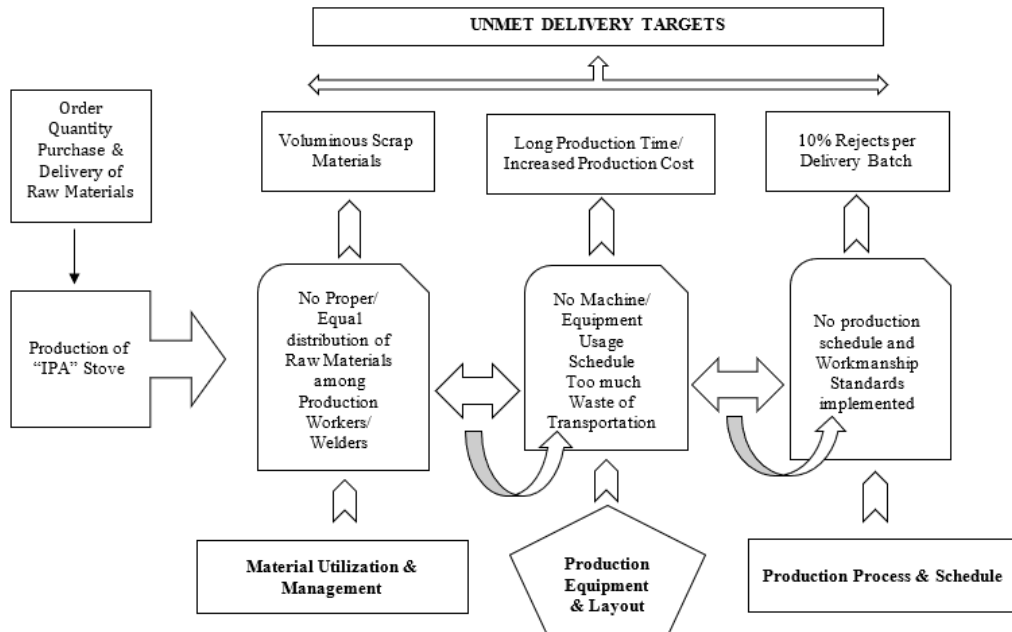 UNMET DELIVERY TARGETS
Order
Quantity
Purchase &
Delivery of
Raw Materials
Voluminous Scrap
Materials
Long Production Time/
Increased Production Cost
10% Rejects per
Delivery Batch
Production of
“IPA” Stove
No Proper/
Equal
distribution of
Raw Materials
among
Production
Workers/
Welders
No Machine/
Equipment
Usage
Schedule
Too much
Waste of
Transportation
No production
schedule and
Workmanship
Standards
implemented
Material Utilization &
Management
Production
Equipment
& Layout
Production Process & Schedule